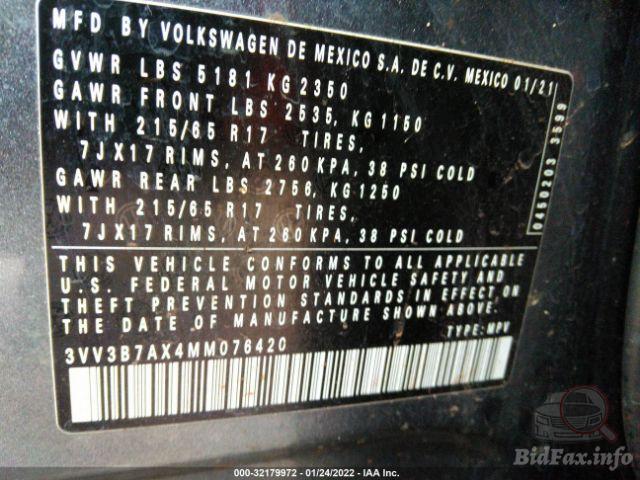 MFD BY VOLKSWAGEN DE MEXICO S.A. DE C.V. MEXICO 01/21
GVWR LBS 5181 KG 2350
GAWR FRONT LBS 2535, KG 1150
WITH 215/65 R17 TIRES,
7JX17 RIMS, AT 260 KPA, 38 PSI COLD
GAWR REAR LBS 2756, KG 1250
WITH 215/65 R17 TIRES,
7JX17 RIMS, AT 260 KPA, 38 PSI COLD
0450203 3599
THIS VEHICLE CONFORMS TO ALL APPLICABLE
U.S. FEDERAL MOTOR VEHICLE SAFETY AND
THEFT PREVENTION STANDARDS IN EFFECT ON
THE DATE OF MANUFACTURE SHOWN ABOVE.
3VV3B7AX4MM076420 TYPE: MPV
000-32179972 - 01/24/2022 - IAA Inc.
BidFax.info